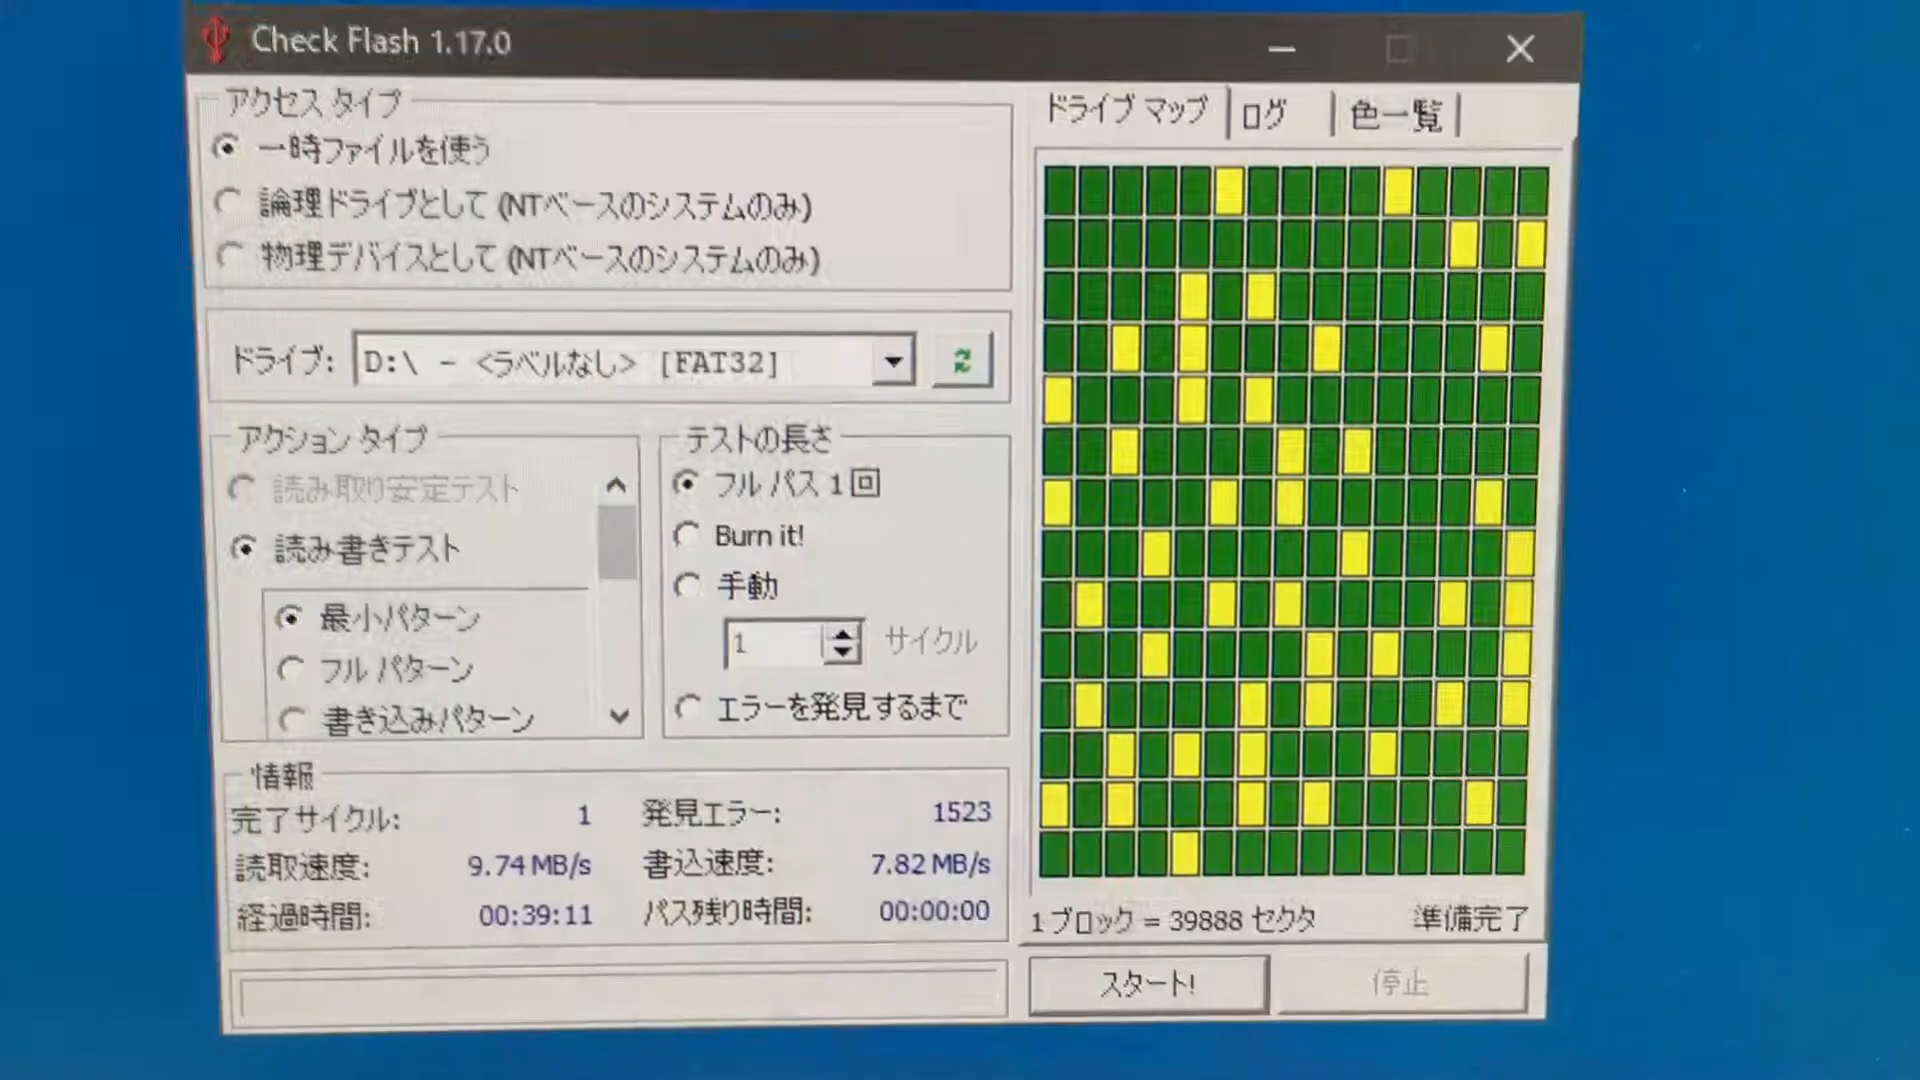 Check Flash 1.17.0
アクセス タイプ
一時ファイルを使う
論理ドライブとして (NTベースのシステムのみ)
物理デバイスとして (NTベースのシステムのみ)
ドライブ: D:\ - <ラベルなし> [FAT32]
アクション タイプ
読み取り安定テスト
読み書きテスト
最小パターン
フル パターン
書き込みパターン
テストの長さ
フル パス 1回
Burn it!
手動
1 サイクル
エラーを発見するまで
情報
完了サイクル: 1 発見エラー: 1523
読取速度: 9.74 MB/s 書込速度: 7.82 MB/s
経過時間: 00:39:11 パス残り時間: 00:00:00
ドライブ マップ ログ 色一覧
1 ブロック = 39888 セクタ 準備完了
スタート! 停止